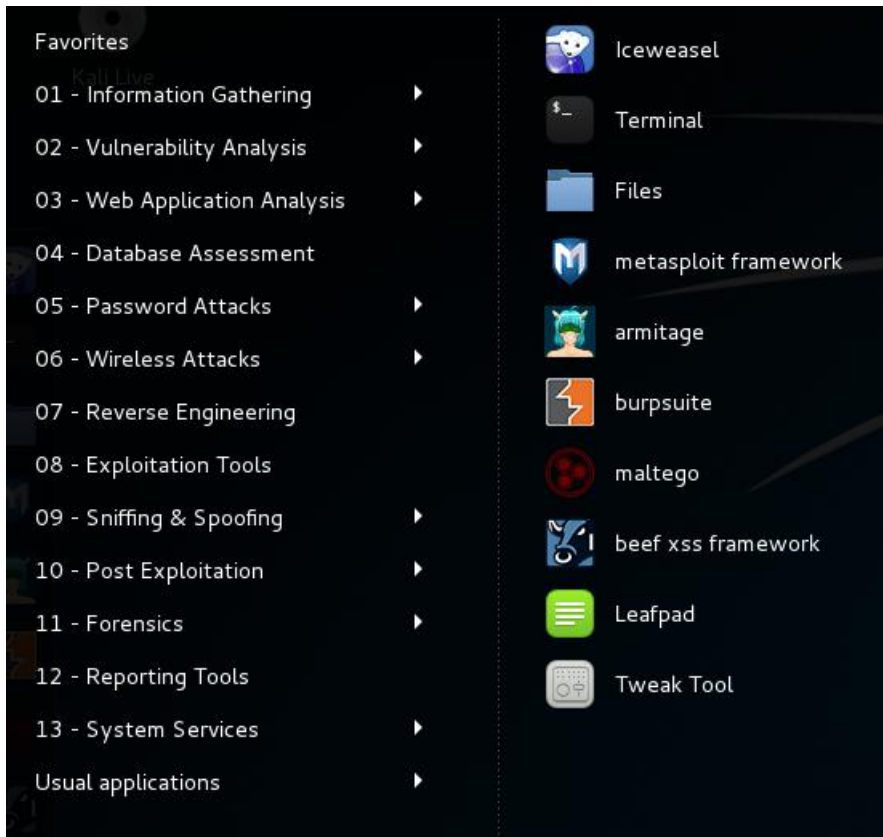 Favorites
Kali Live
01 - Information Gathering
02 - Vulnerability Analysis
03 - Web Application Analysis
04 - Database Assessment
05 - Password Attacks
06 - Wireless Attacks
07 - Reverse Engineering
08 - Exploitation Tools
09 - Sniffing & Spoofing
10 - Post Exploitation
11 - Forensics
12 - Reporting Tools
13 - System Services
Usual applications
Iceweasel
$_
Terminal
Files
metasploit framework
armitage
burpsuite
maltego
beef xss framework
Leafpad
Tweak Tool